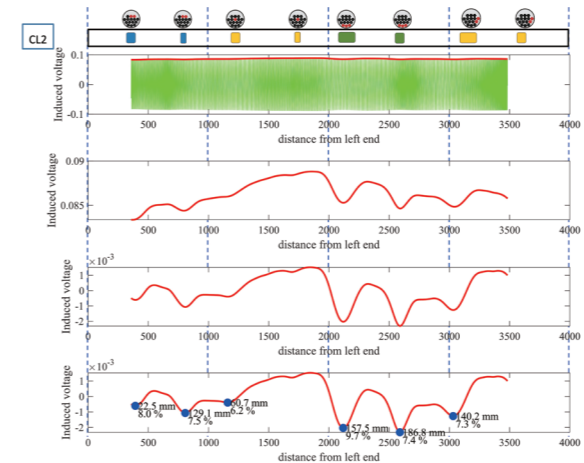 CL2
Induced voltage
0.1
0
-0.1
0 500 1000 1500 2000 2500 3000 3500 4000
distance from left end
Induced voltage
0.09
0.085
0 500 1000 1500 2000 2500 3000 3500 4000
distance from left end
Induced voltage
×10-3
1
0
-1
-2
0 500 1000 1500 2000 2500 3000 3500 4000
distance from left end
Induced voltage
×10-3
1
0
-1
-2
22.5 mm
8.0 %
129.1 mm
7.5 %
60.7 mm
6.2 %
157.5 mm
9.7 %
186.8 mm
7.4 %
140.2 mm
7.3 %
0 500 1000 1500 2000 2500 3000 3500 4000
distance from left end